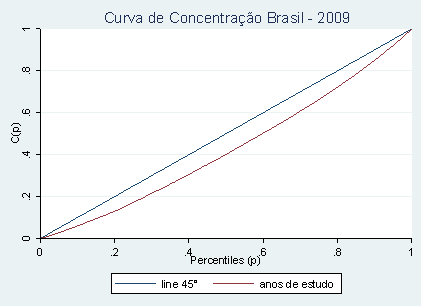 Curva de Concentração Brasil - 2009
1
.8
.6
.4
.2
0
C(p)
0 .2 .4 .6 .8 1
Percentiles (p)
line 45° anos de estudo